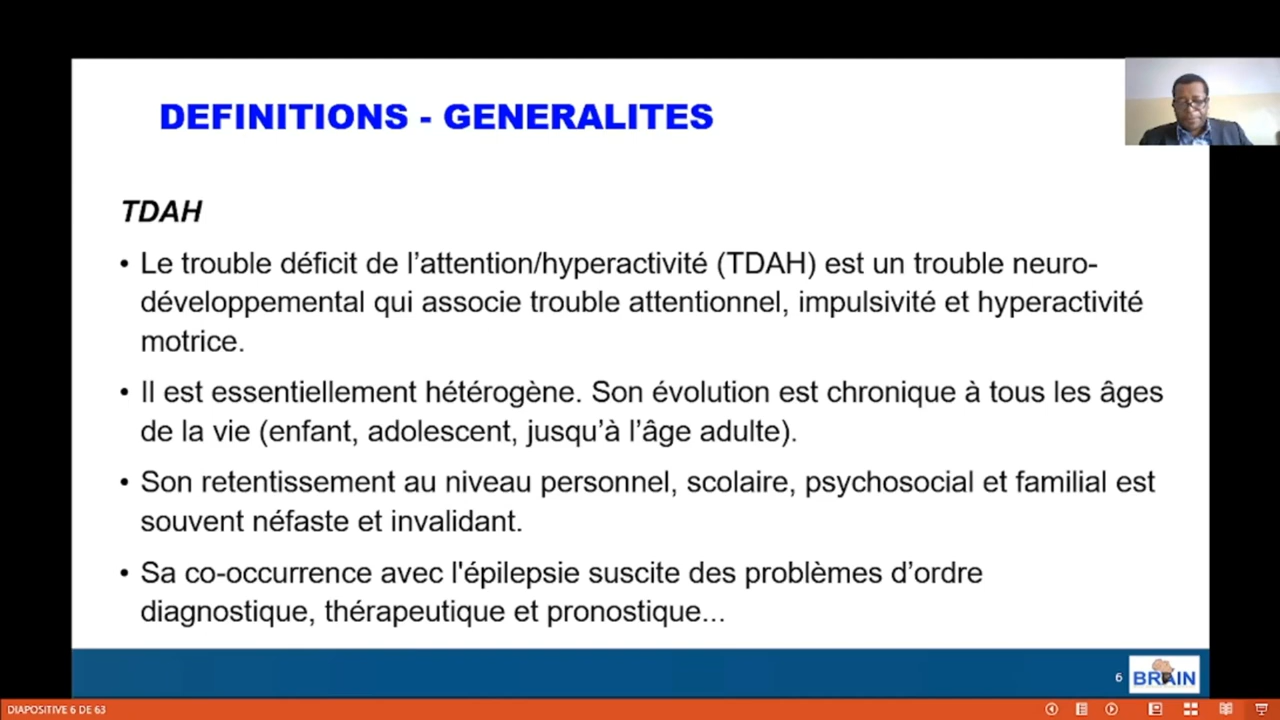 DEFINITIONS - GENERALITES
TDAH
• Le trouble déficit de l’attention/hyperactivité (TDAH) est un trouble neuro-
développemental qui associe trouble attentionnel, impulsivité et hyperactivité
motrice.
• Il est essentiellement hétérogène. Son évolution est chronique à tous les âges
de la vie (enfant, adolescent, jusqu’à l’âge adulte).
• Son retentissement au niveau personnel, scolaire, psychosocial et familial est
souvent néfaste et invalidant.
• Sa co-occurrence avec l'épilepsie suscite des problèmes d’ordre
diagnostique, thérapeutique et pronostique...
6
BRAIN
DIAPOSITIVE 6 DE 63